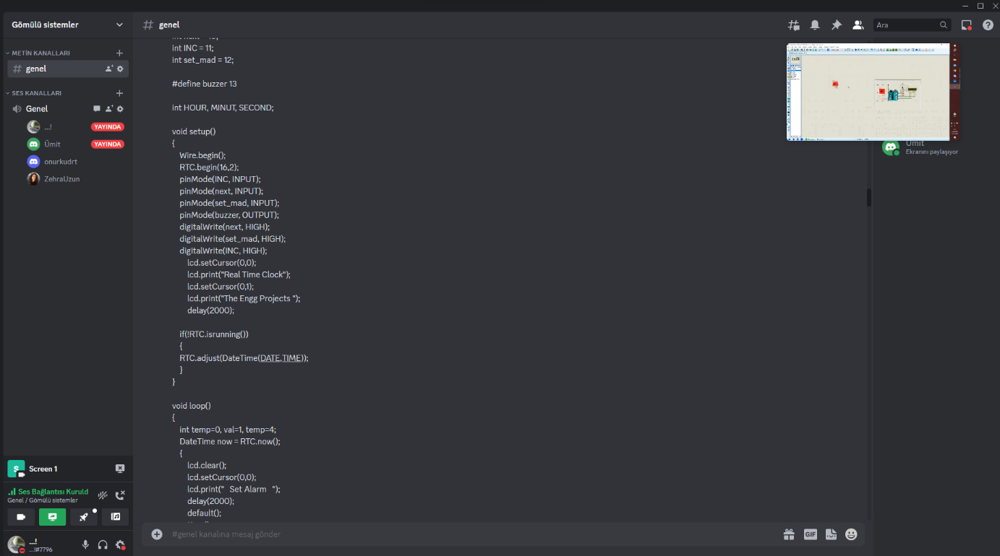 Gömülü sistemler
METİN KANALLARI
genel
SES KANALLARI
Genel
...!
YAYINDA
Ümit
YAYINDA
onurkudrt
ZehraUzun
Screen 1
Ses Bağlantısı Kuruld
Genel / Gömülü sistemler
...!
...!#7796
genel
Ara
int INC = 11;
int set_mad = 12;
#define buzzer 13
int HOUR, MINUT, SECOND;
void setup()
{
Wire.begin();
RTC.begin(16,2);
pinMode(INC, INPUT);
pinMode(next, INPUT);
pinMode(set_mad, INPUT);
pinMode(buzzer, OUTPUT);
digitalWrite(next, HIGH);
digitalWrite(set_mad, HIGH);
digitalWrite(INC, HIGH);
lcd.setCursor(0,0);
lcd.print("Real Time Clock");
lcd.setCursor(0,1);
lcd.print("The Engg Projects ");
delay(2000);
if(!RTC.isrunning())
{
RTC.adjust(DateTime(DATE,TIME));
}
}
void loop()
{
int temp=0, val=1, temp=4;
DateTime now = RTC.now();
{
lcd.clear();
lcd.setCursor(0,0);
lcd.print("   Set Alarm   ");
delay(2000);
default();
#genel kanalına mesaj gönder
GIF
Ümit
Ekranını paylaşıyor